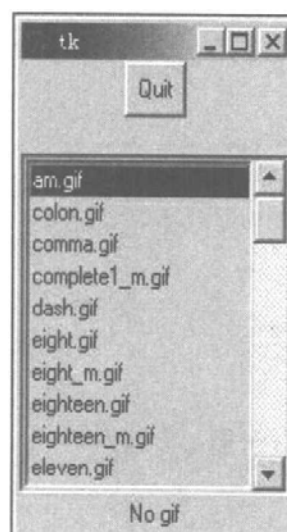 tk
Quit
am.gif
colon.gif
comma.gif
complete1_m.gif
dash.gif
eight.gif
eight_m.gif
eighteen.gif
eighteen_m.gif
eleven.gif
No gif